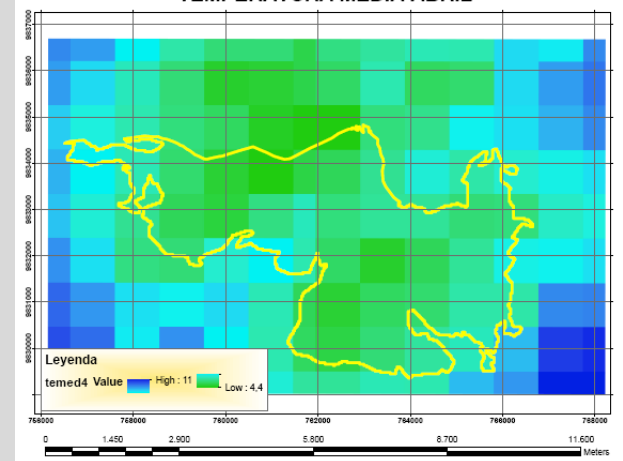 TEMPERATURA MEDIA ABRIL
9837000
9836000
9835000
9834000
9833000
9832000
9831000
9830000
Leyenda
temed4 Value High : 11 Low : 4,4
756000 758000 760000 762000 764000 766000 768000
0 1.450 2.900 5.800 8.700 11.600
Meters